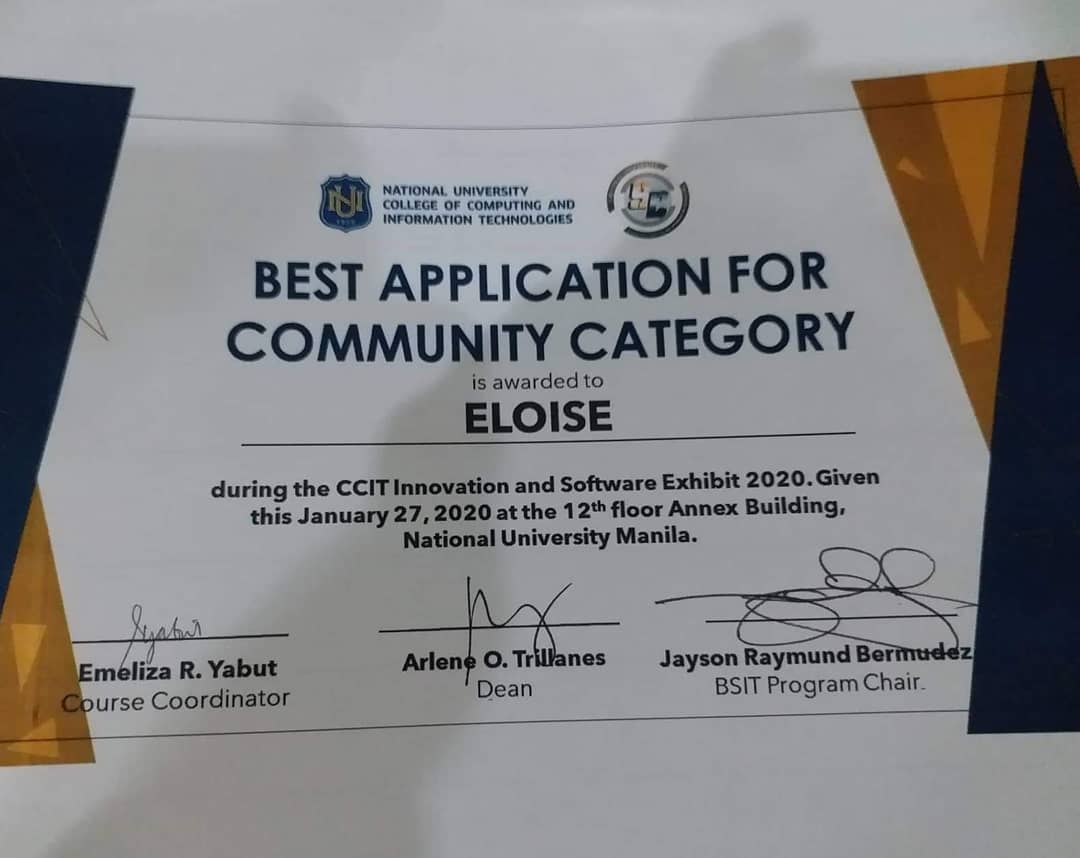 NATIONAL UNIVERSITY
COLLEGE OF COMPUTING AND
INFORMATION TECHNOLOGIES
BEST APPLICATION FOR
COMMUNITY CATEGORY
is awarded to
ELOISE
during the CCIT Innovation and Software Exhibit 2020. Given
this January 27, 2020 at the 12th floor Annex Building,
National University Manila.
Emeliza R. Yabut
Course Coordinator
Arlene O. Trillanes
Dean
Jayson Raymund Bermudez
BSIT Program Chair